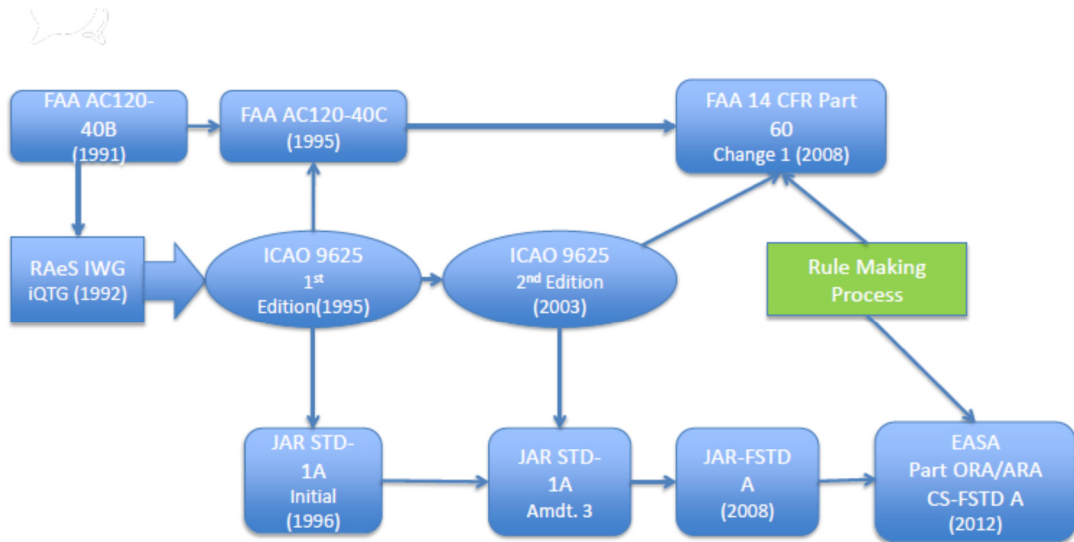 FAA AC120-
40B
(1991)
FAA AC120-40C
(1995)
FAA 14 CFR Part
60
Change 1 (2008)
RAeS IWG
iQTG (1992)
ICAO 9625
1st
Edition(1995)
ICAO 9625
2nd Edition
(2003)
Rule Making
Process
JAR STD-
1A
Initial
(1996)
JAR STD-
1A
Amdt. 3
JAR-FSTD
A
(2008)
EASA
Part ORA/ARA
CS-FSTD A
(2012)